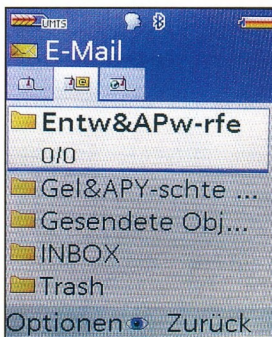 UMTS
E-Mail
Entw&APw-rfe
0/0
Gel&APY-schte ...
Gesendete Obj...
INBOX
Trash
Optionen Zurück